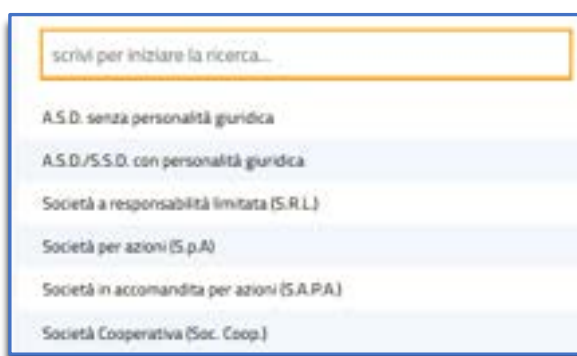 scrivi per iniziare la ricerca...
A.S.D. senza personalità giuridica
A.S.D./S.S.D. con personalità giuridica
Società a responsabilità limitata (S.R.L.)
Società per azioni (S.p.A)
Società in accomandita per azioni (S.A.P.A.)
Società Cooperativa (Soc. Coop.)